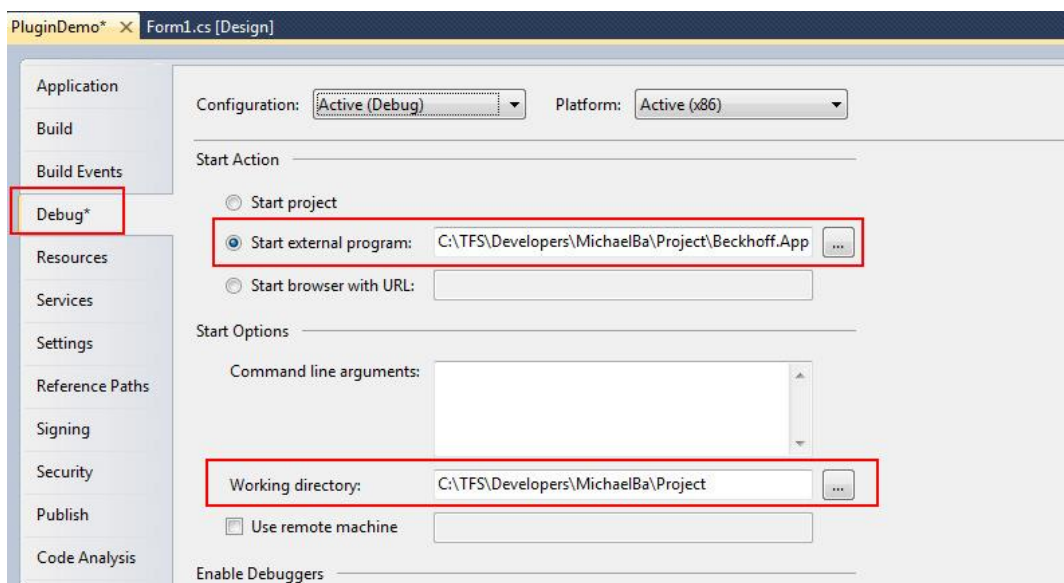 PluginDemo* Form1.cs [Design]
Application
Configuration: Active (Debug) Platform: Active (x86)
Build
Start Action
Build Events
Start project
Debug*
Start external program: C:\TFS\Developers\MichaelBa\Project\Beckhoff.App ...
Resources
Start browser with URL:
Services
Start Options
Settings
Command line arguments:
Reference Paths
Signing
Security
Working directory: C:\TFS\Developers\MichaelBa\Project ...
Publish
Use remote machine
Code Analysis
Enable Debuggers